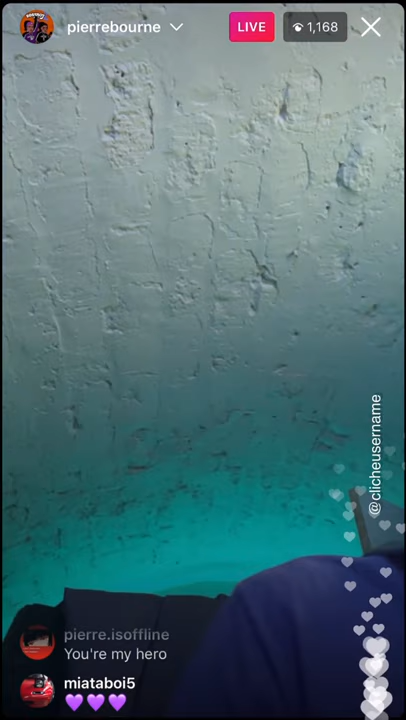 pierrebourne
LIVE
1,168
@clicheusername
pierre.isoffline
You're my hero
miataboi5
💜💜💜